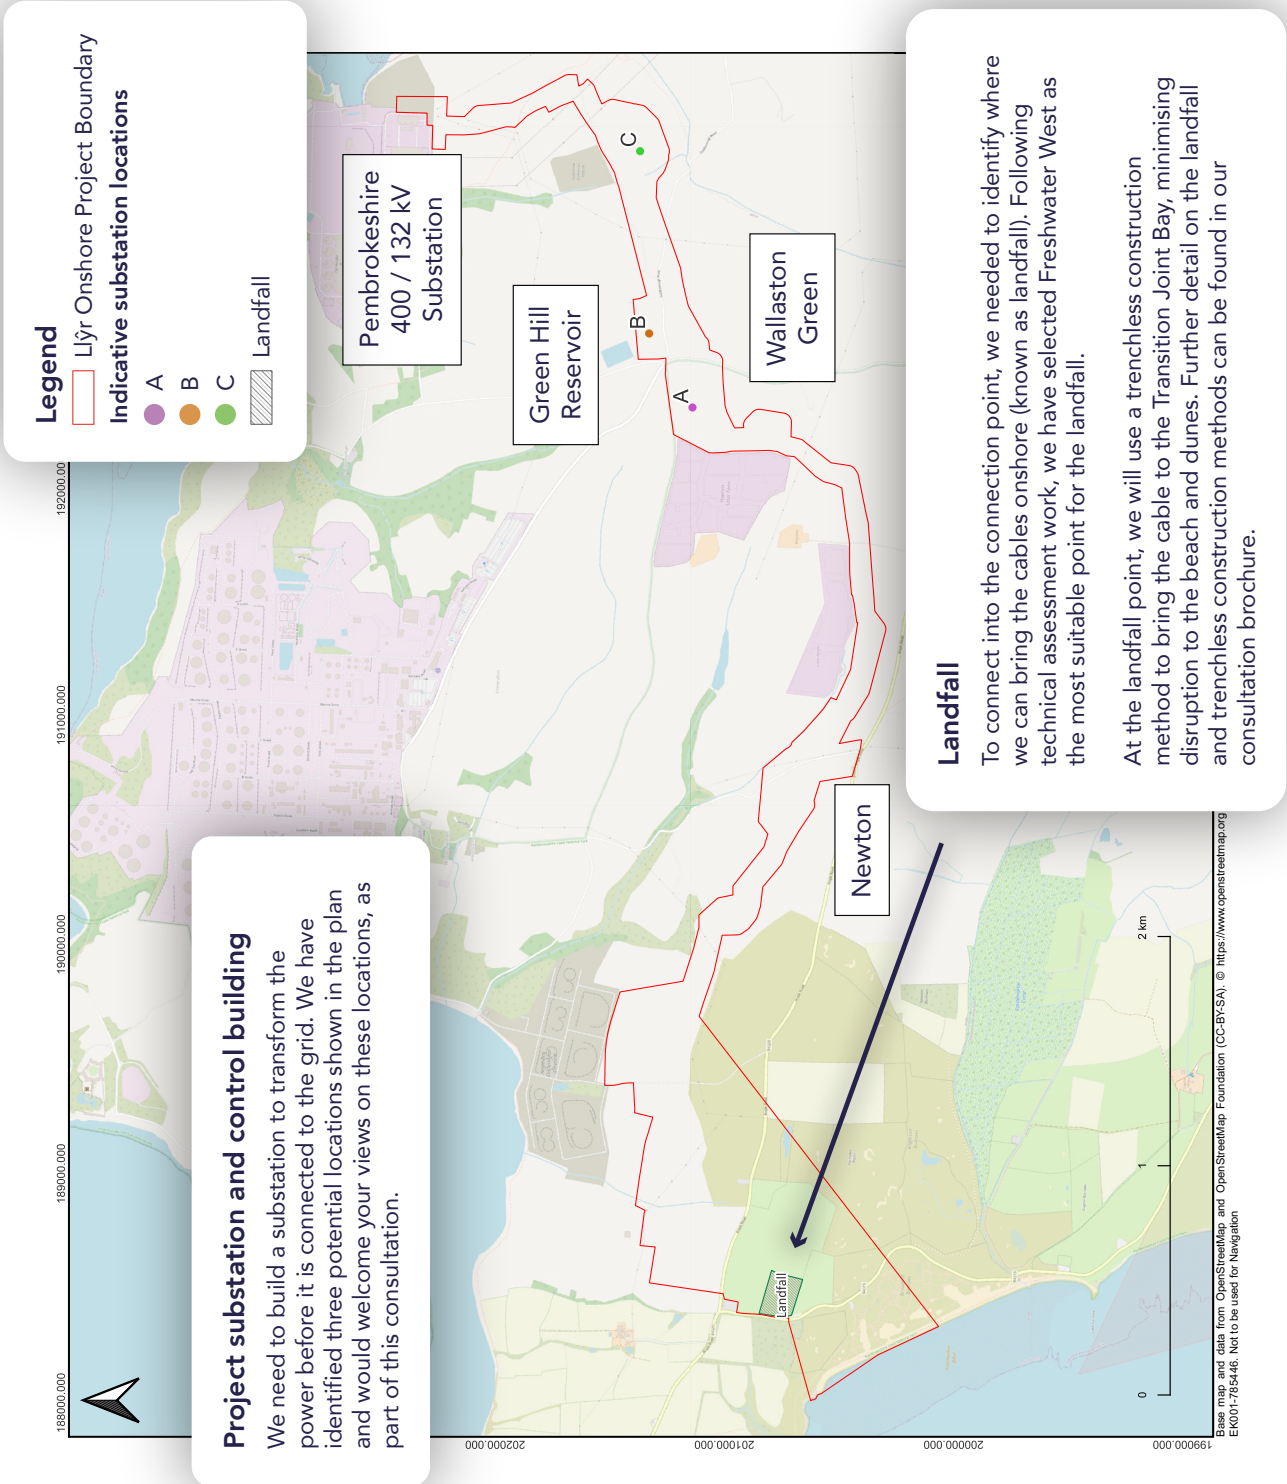 Legend
Llŷr Onshore Project Boundary
Indicative substation locations
A
B
C
Landfall
Project substation and control building
We need to build a substation to transform the
power before it is connected to the grid. We have
identified three potential locations shown in the plan
and would welcome your views on these locations, as
part of this consultation.
Pembrokeshire
400 / 132 kV
Substation
Green Hill
Reservoir
Wallaston
Green
Newton
A
B
C
Landfall
Landfall
To connect into the connection point, we needed to identify where
we can bring the cables onshore (known as landfall). Following
technical assessment work, we have selected Freshwater West as
the most suitable point for the landfall.
At the landfall point, we will use a trenchless construction
method to bring the cable to the Transition Joint Bay, minimising
disruption to the beach and dunes. Further detail on the landfall
and trenchless construction methods can be found in our
consultation brochure.
188000.000
189000.000
190000.000
191000.000
192000.00
202000.000
201000.000
200000.000
199000.000
0
1
2 km
Base map and data from OpenStreetMap and OpenStreetMap Foundation (CC-BY-SA). © https://www.openstreetmap.org
EK001-785446. Not to be used for Navigation